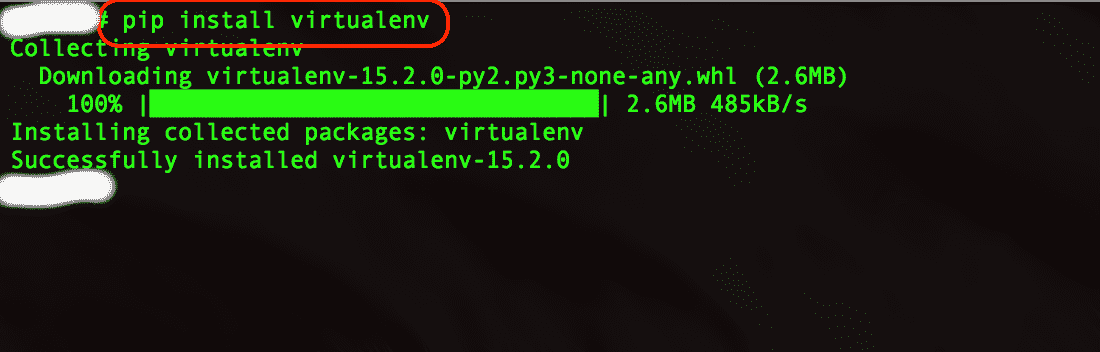 # pip install virtualenv
Collecting virtualenv
Downloading virtualenv-15.2.0-py2.py3-none-any.whl (2.6MB)
100% |████████████████████████████████| 2.6MB 485kB/s
Installing collected packages: virtualenv
Successfully installed virtualenv-15.2.0